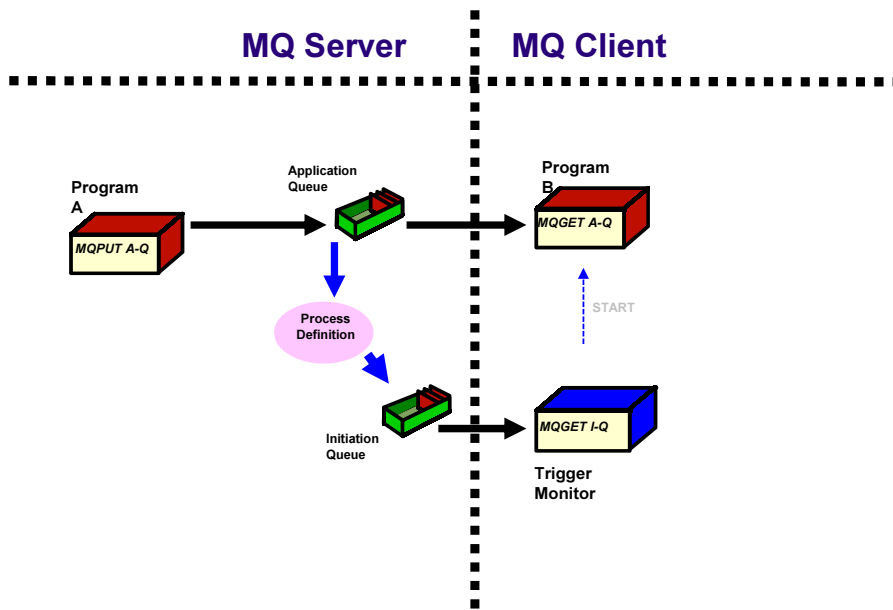 MQ Server
MQ Client
Program
A
MQPUT A-Q
Application
Queue
Program
B
MQGET A-Q
START
Process
Definition
Initiation
Queue
MQGET I-Q
Trigger
Monitor